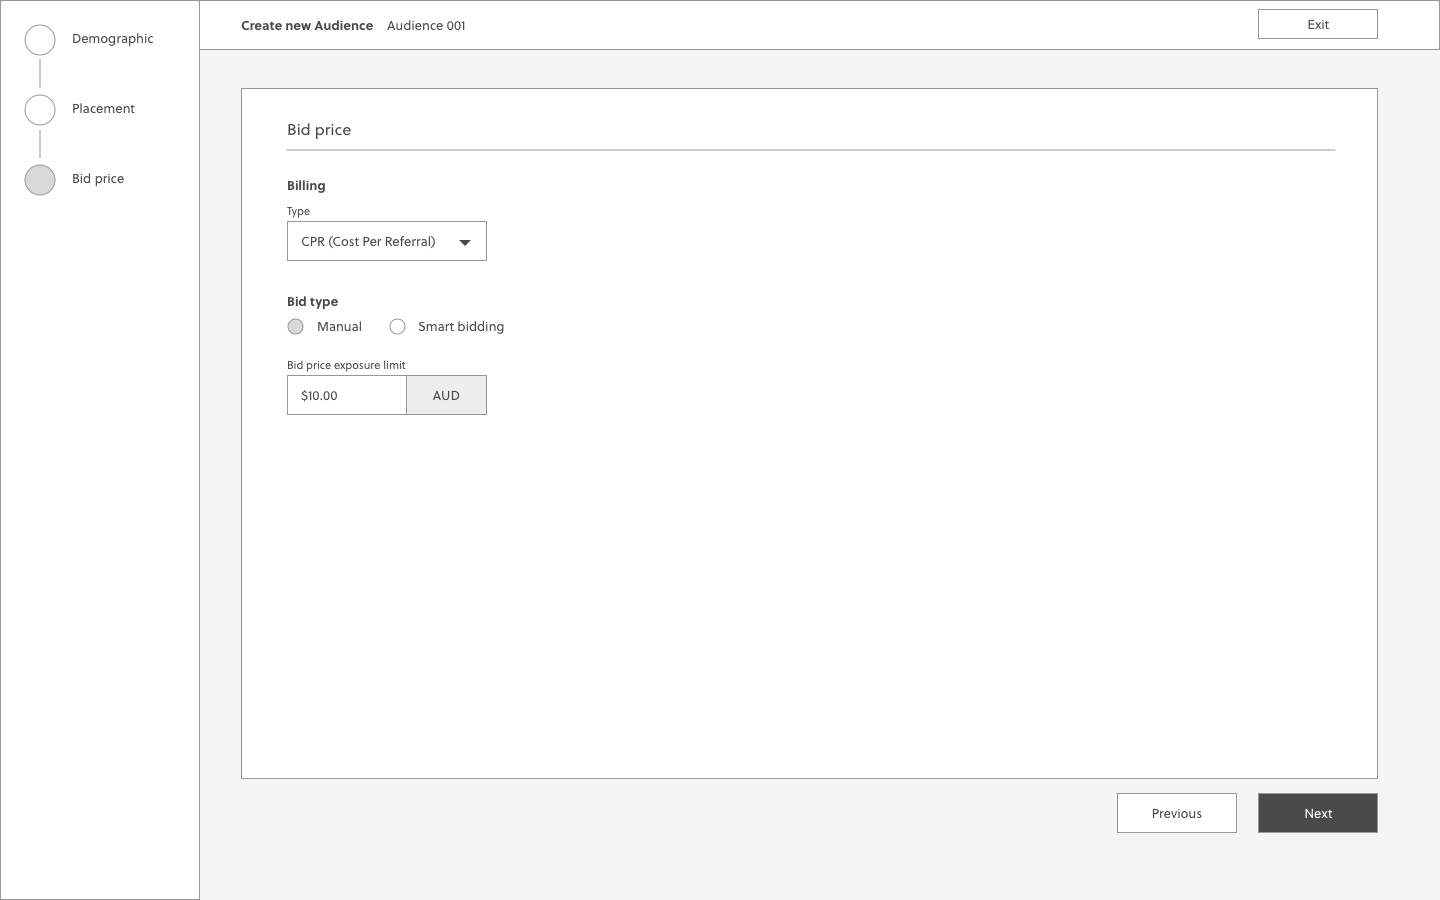 Demographic
Placement
Bid price
Create new Audience Audience 001
Exit
Bid price
Billing
Type
CPR (Cost Per Referral)
Bid type
Manual Smart bidding
Bid price exposure limit
$10.00 AUD
Previous Next